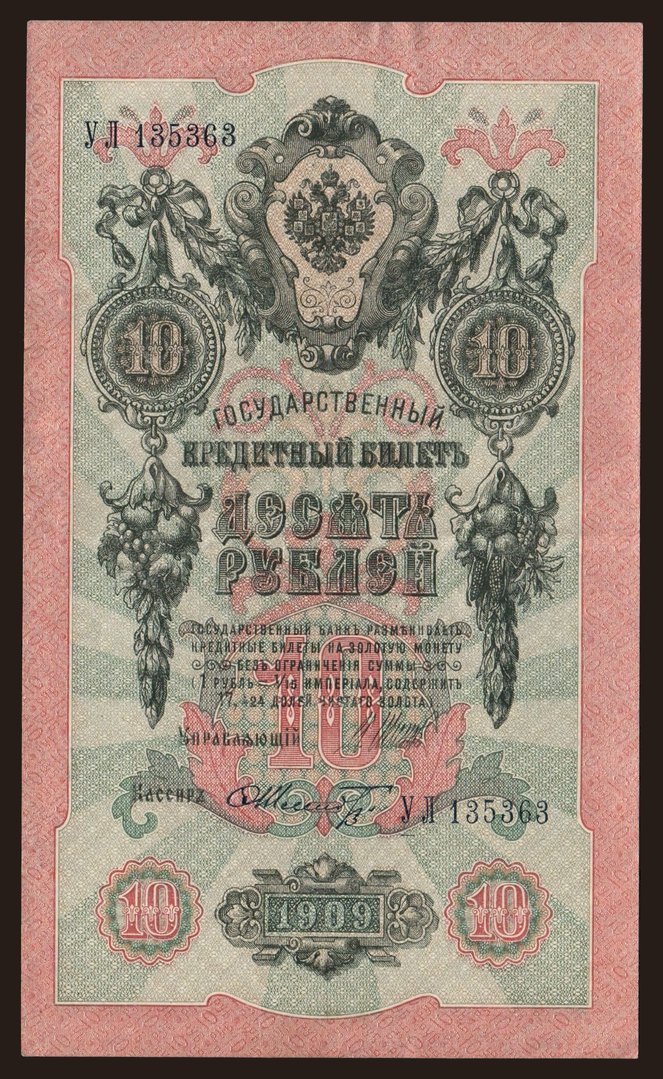 УЛ 135363
10 10
ГОСУДАРСТВЕННЫЙ
КРЕДИТНЫЙ БИЛЕТЪ
ДЕСЯТЬ
РУБЛЕЙ
ГОСУДАРСТВЕННЫЙ БАНКЪ РАЗМѢНИВАЕТЪ
КРЕДИТНЫЕ БИЛЕТЫ НА ЗОЛОТУЮ МОНЕТУ
БЕЗЪ ОГРАНИЧЕНІЯ СУММЫ
(1 РУБЛЬ = 1/15 ИМПЕРІАЛА, СОДЕРЖИТЪ
17,424 ДОЛЕЙ ЧИСТАГО ЗОЛОТА)
10
Управляющій
Кассиръ
УЛ 135363
10 1909 10